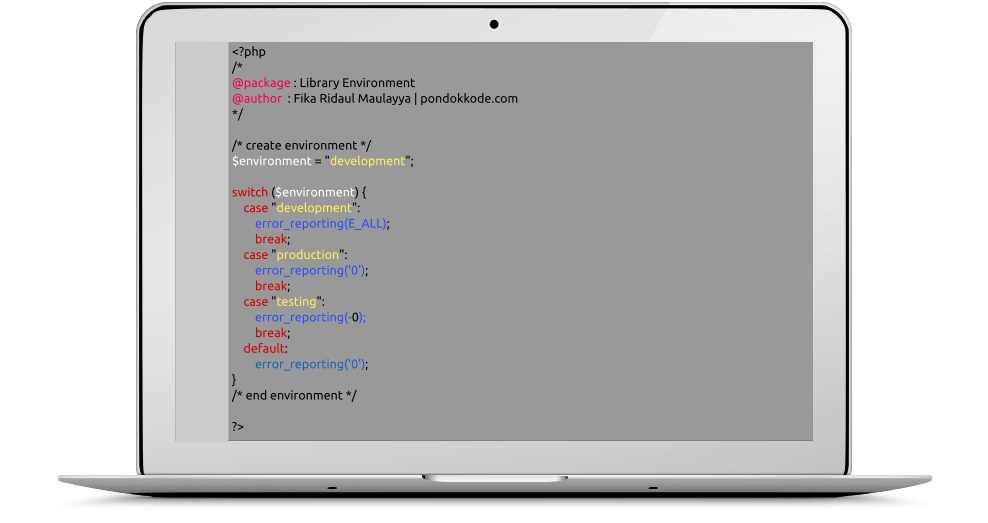 <?php
/*
@package : Library Environment
@author : Fika Ridaul Maulayya | pondokkode.com
*/
/* create environment */
$environment = "development";
switch ($environment) {
case "development":
error_reporting(E_ALL);
break;
case "production":
error_reporting('0');
break;
case "testing":
error_reporting(-0);
break;
default:
error_reporting('0');
}
/* end environment */
?>